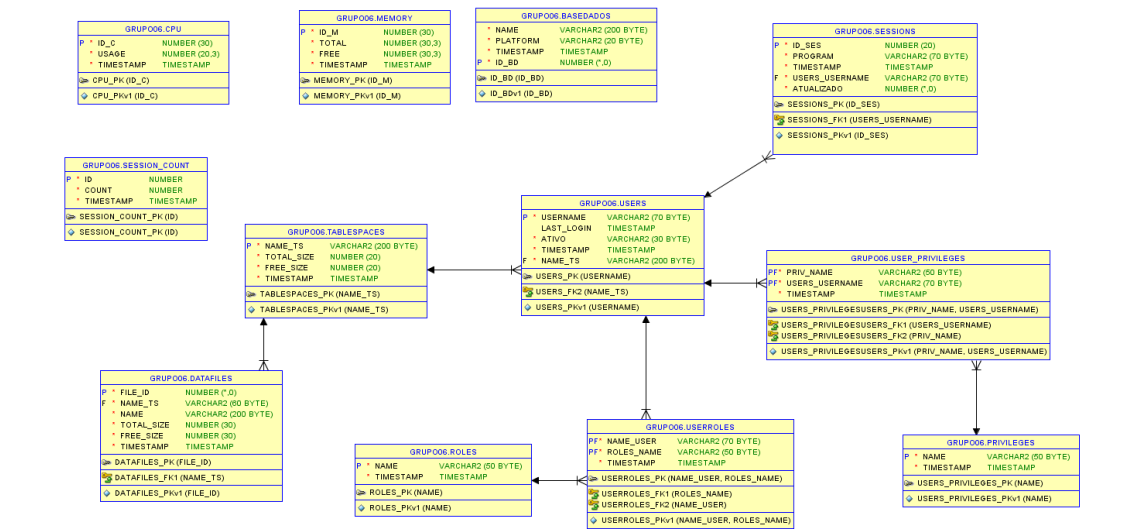 GRUPO06.CPU
P * ID_C NUMBER (30)
* USAGE NUMBER (20,3)
* TIMESTAMP TIMESTAMP
CPU_PK (ID_C)
CPU_PKv1 (ID_C)
GRUPO06.MEMORY
P * ID_M NUMBER (30)
* TOTAL NUMBER (30,3)
* FREE NUMBER (30,3)
* TIMESTAMP TIMESTAMP
MEMORY_PK (ID_M)
MEMORY_PKv1 (ID_M)
GRUPO06.BASEDADOS
* NAME VARCHAR2 (200 BYTE)
* PLATFORM VARCHAR2 (20 BYTE)
* TIMESTAMP TIMESTAMP
P * ID_BD NUMBER (*,0)
ID_BD (ID_BD)
ID_BDv1 (ID_BD)
GRUPO06.SESSIONS
P * ID_SES NUMBER (20)
* PROGRAM VARCHAR2 (70 BYTE)
* TIMESTAMP TIMESTAMP
F * USERS_USERNAME VARCHAR2 (70 BYTE)
* ATUALIZADO NUMBER (*,0)
SESSIONS_PK (ID_SES)
SESSIONS_FK1 (USERS_USERNAME)
SESSIONS_PKv1 (ID_SES)
GRUPO06.SESSION_COUNT
P * ID NUMBER
* COUNT NUMBER
* TIMESTAMP TIMESTAMP
SESSION_COUNT_PK (ID)
SESSION_COUNT_PK (ID)
GRUPO06.TABLESPACES
P * NAME_TS VARCHAR2 (200 BYTE)
* TOTAL_SIZE NUMBER (20)
* FREE_SIZE NUMBER (20)
* TIMESTAMP TIMESTAMP
TABLESPACES_PK (NAME_TS)
TABLESPACES_PKv1 (NAME_TS)
GRUPO06.USERS
P * USERNAME VARCHAR2 (70 BYTE)
LAST_LOGIN TIMESTAMP
* ATIVO VARCHAR2 (30 BYTE)
* TIMESTAMP TIMESTAMP
F * NAME_TS VARCHAR2 (200 BYTE)
USERS_PK (USERNAME)
USERS_FK2 (NAME_TS)
USERS_PKv1 (USERNAME)
GRUPO06.USER_PRIVILEGES
PF* PRIV_NAME VARCHAR2 (50 BYTE)
PF* USERS_USERNAME VARCHAR2 (70 BYTE)
* TIMESTAMP TIMESTAMP
USERS_PRIVILEGESUSERS_PK (PRIV_NAME, USERS_USERNAME)
USERS_PRIVILEGESUSERS_FK1 (USERS_USERNAME)
USERS_PRIVILEGESUSERS_FK2 (PRIV_NAME)
USERS_PRIVILEGESUSERS_PKv1 (PRIV_NAME, USERS_USERNAME)
GRUPO06.DATAFILES
P * FILE_ID NUMBER (*,0)
F * NAME_TS VARCHAR2 (60 BYTE)
* NAME VARCHAR2 (200 BYTE)
* TOTAL_SIZE NUMBER (30)
* FREE_SIZE NUMBER (30)
* TIMESTAMP TIMESTAMP
DATAFILES_PK (FILE_ID)
DATAFILES_FK1 (NAME_TS)
DATAFILES_PKv1 (FILE_ID)
GRUPO06.ROLES
P * NAME VARCHAR2 (50 BYTE)
* TIMESTAMP TIMESTAMP
ROLES_PK (NAME)
ROLES_PKv1 (NAME)
GRUPO06.USERROLES
PF* NAME_USER VARCHAR2 (70 BYTE)
PF* ROLES_NAME VARCHAR2 (50 BYTE)
* TIMESTAMP TIMESTAMP
USERROLES_PK (NAME_USER, ROLES_NAME)
USERROLES_FK1 (ROLES_NAME)
USERROLES_FK2 (NAME_USER)
USERROLES_PKv1 (NAME_USER, ROLES_NAME)
GRUPO06.PRIVILEGES
P * NAME VARCHAR2 (50 BYTE)
* TIMESTAMP TIMESTAMP
USERS_PRIVILEGES_PK (NAME)
USERS_PRIVILEGES_PKv1 (NAME)